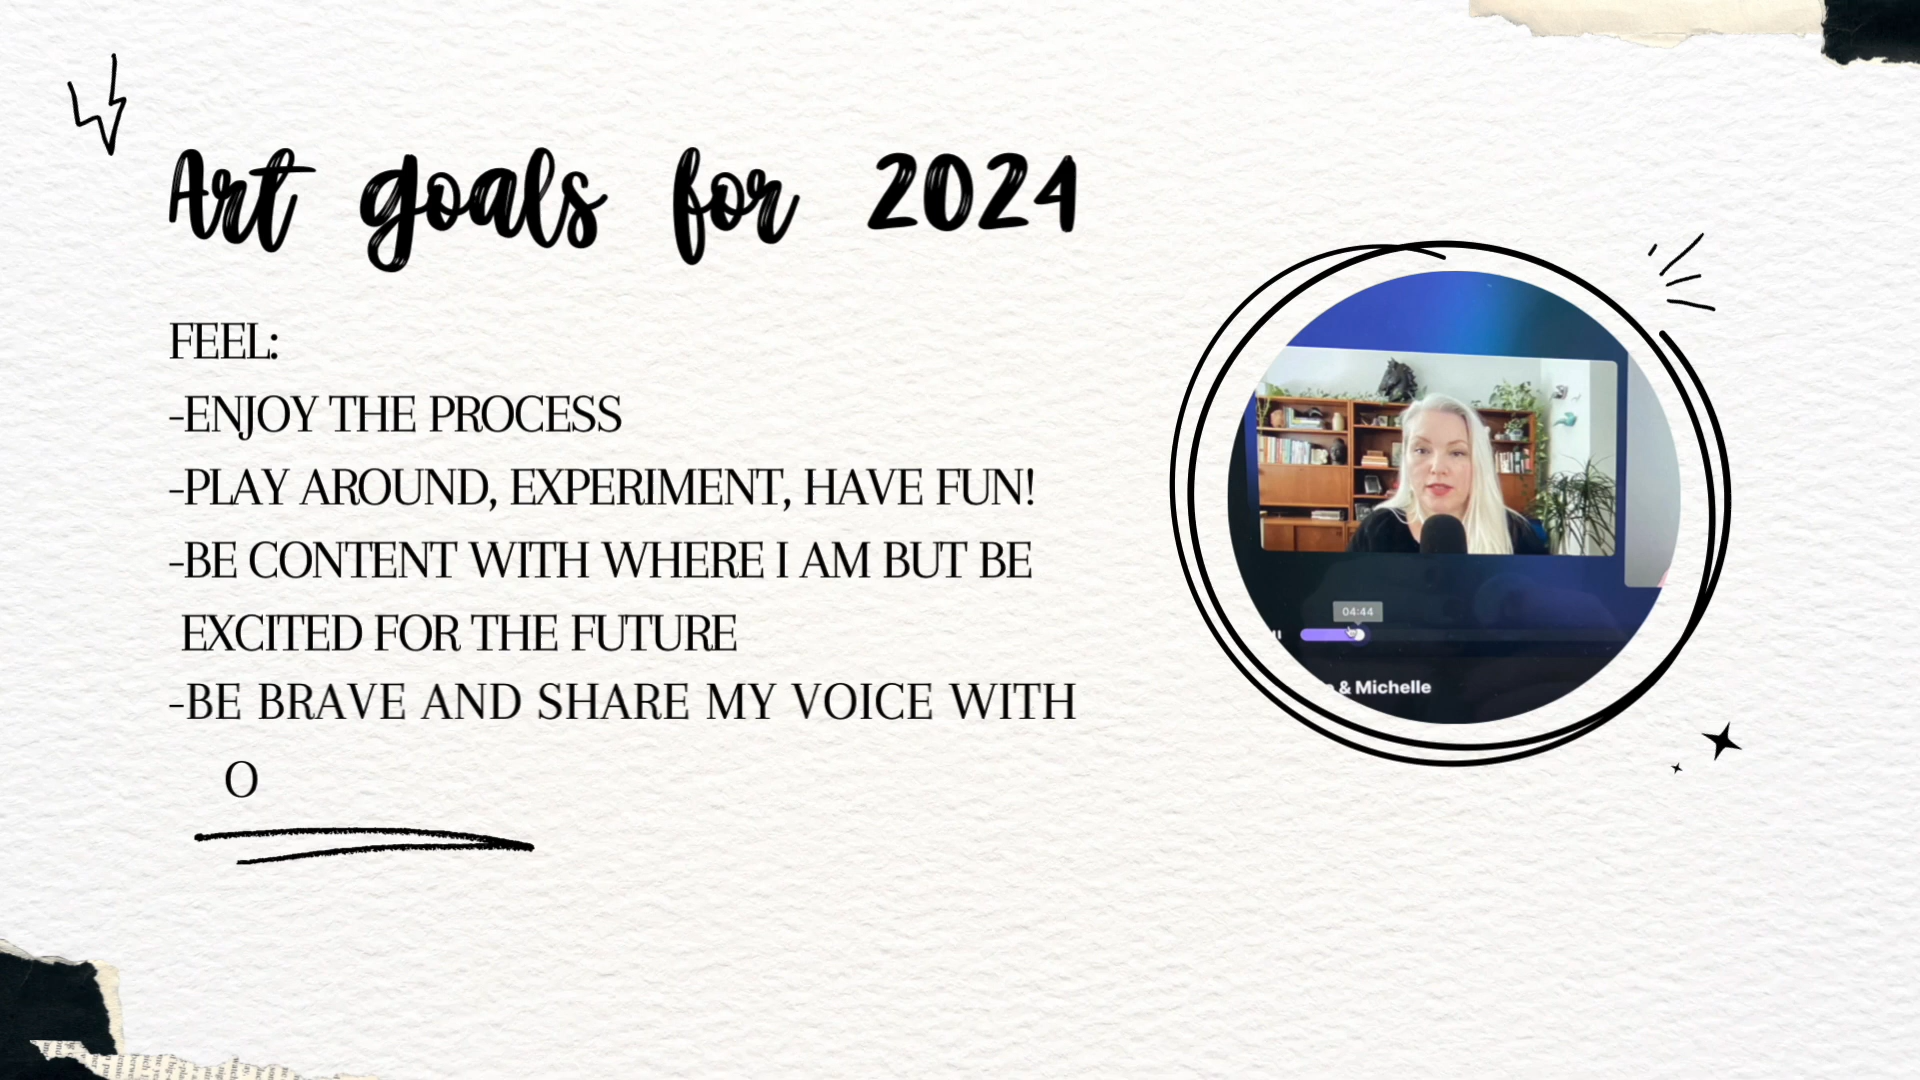 Art goals for 2024
FEEL:
-ENJOY THE PROCESS
-PLAY AROUND, EXPERIMENT, HAVE FUN!
-BE CONTENT WITH WHERE I AM BUT BE
EXCITED FOR THE FUTURE
-BE BRAVE AND SHARE MY VOICE WITH
O
04:44
& Michelle